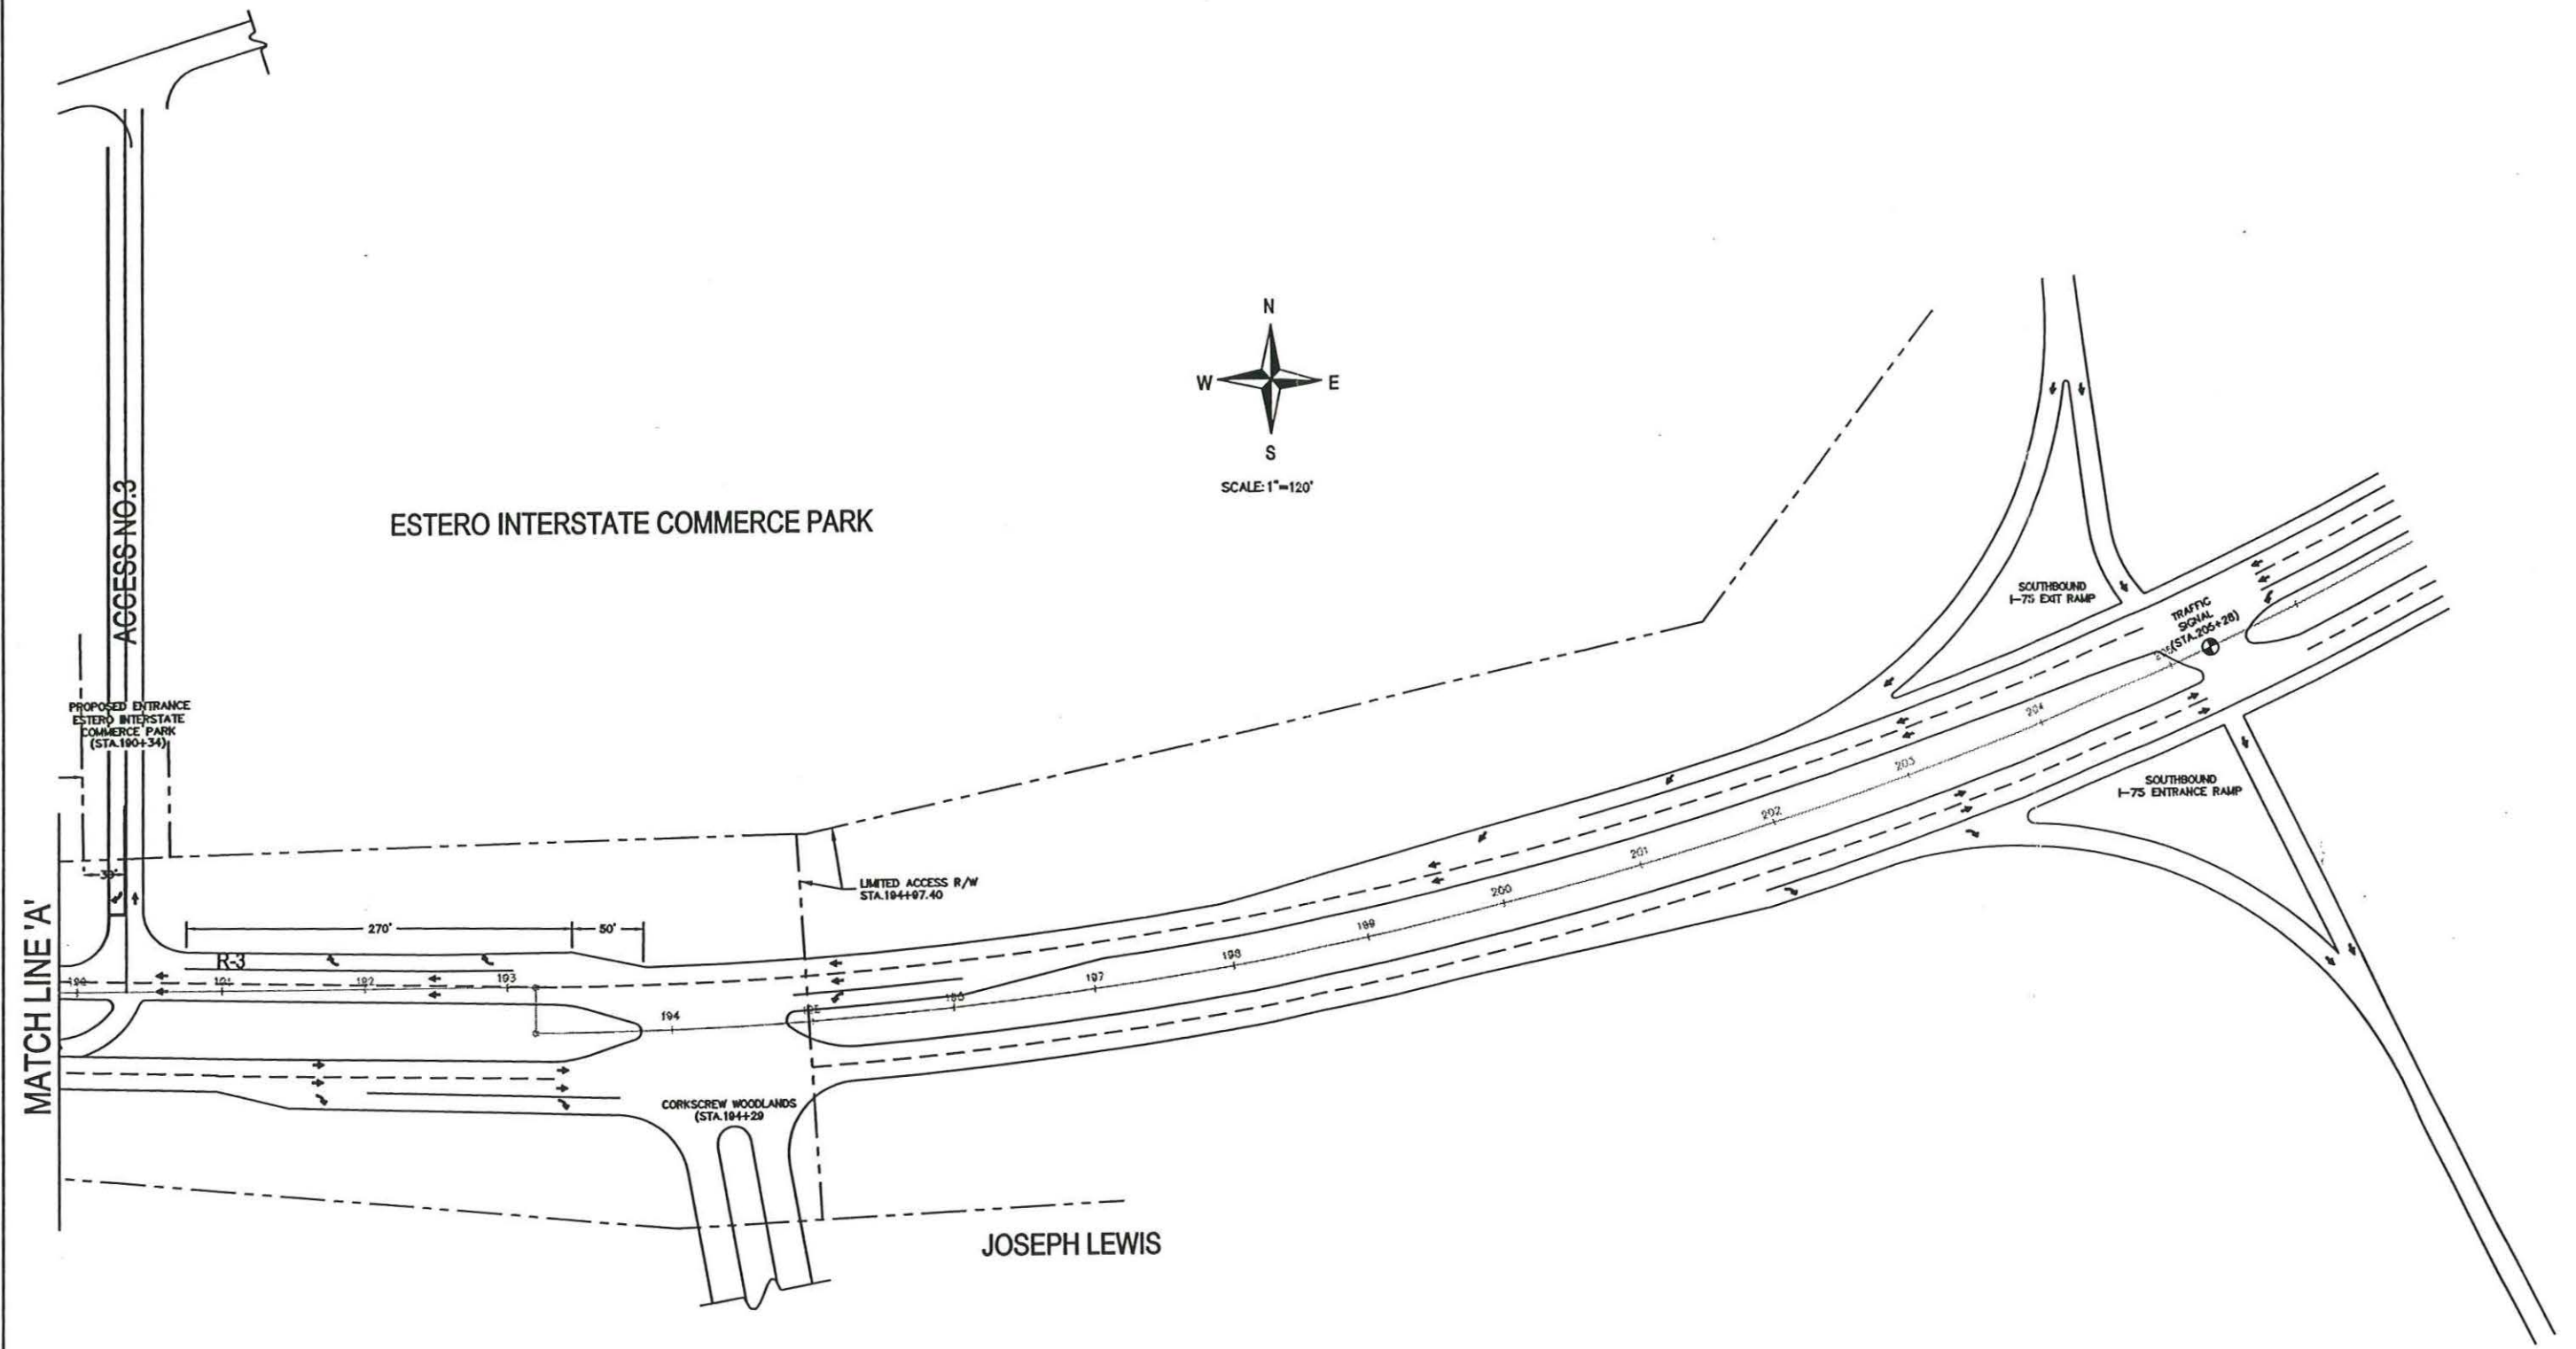 N
W
E
S
SCALE: 1"=120'
ESTERO INTERSTATE COMMERCE PARK
ACCESS NO.3
PROPOSED ENTRANCE
ESTERO INTERSTATE
COMMERCE PARK
(STA.190+34)
30'
MATCH LINE 'A'
270'
50'
R-3
LIMITED ACCESS R/W
STA.194+97.40
190
191
192
193
194
197
198
199
200
201
202
203
204
CORKSCREW WOODLANDS
(STA.194+29
JOSEPH LEWIS
SOUTHBOUND
I-75 EXIT RAMP
TRAFFIC
SIGNAL
(STA.205+28)
SOUTHBOUND
I-75 ENTRANCE RAMP